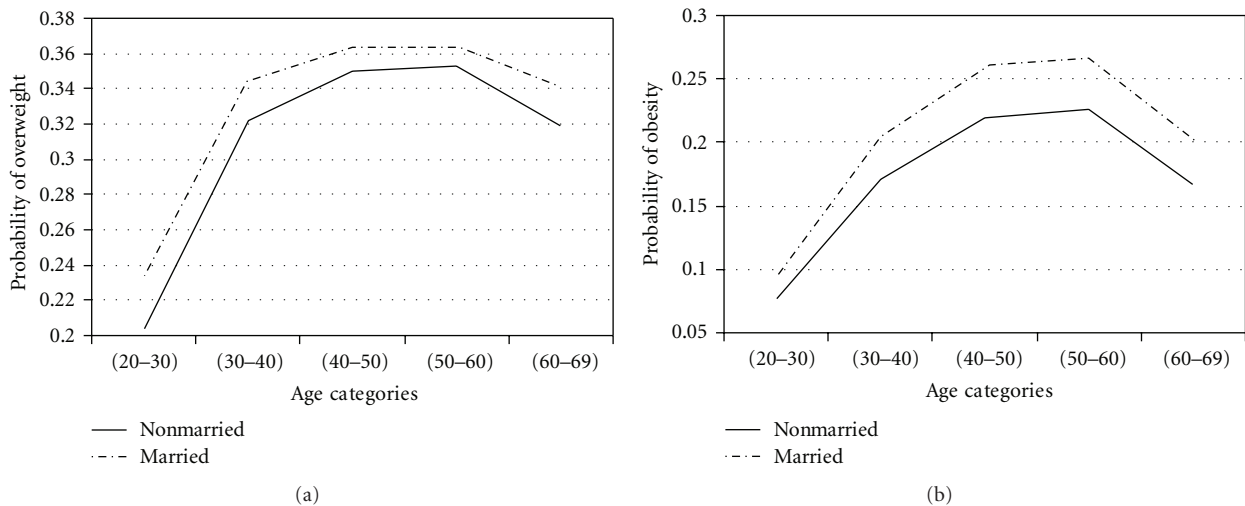 0.38
0.36
0.34
0.32
0.3
0.28
0.26
0.24
0.22
0.2
Probability of overweight
(20–30) (30–40) (40–50) (50–60) (60–69)
Age categories
Nonmarried
Married
(a)
0.3
0.25
0.2
0.15
0.1
0.05
Probability of obesity
(20–30) (30–40) (40–50) (50–60) (60–69)
Age categories
Nonmarried
Married
(b)